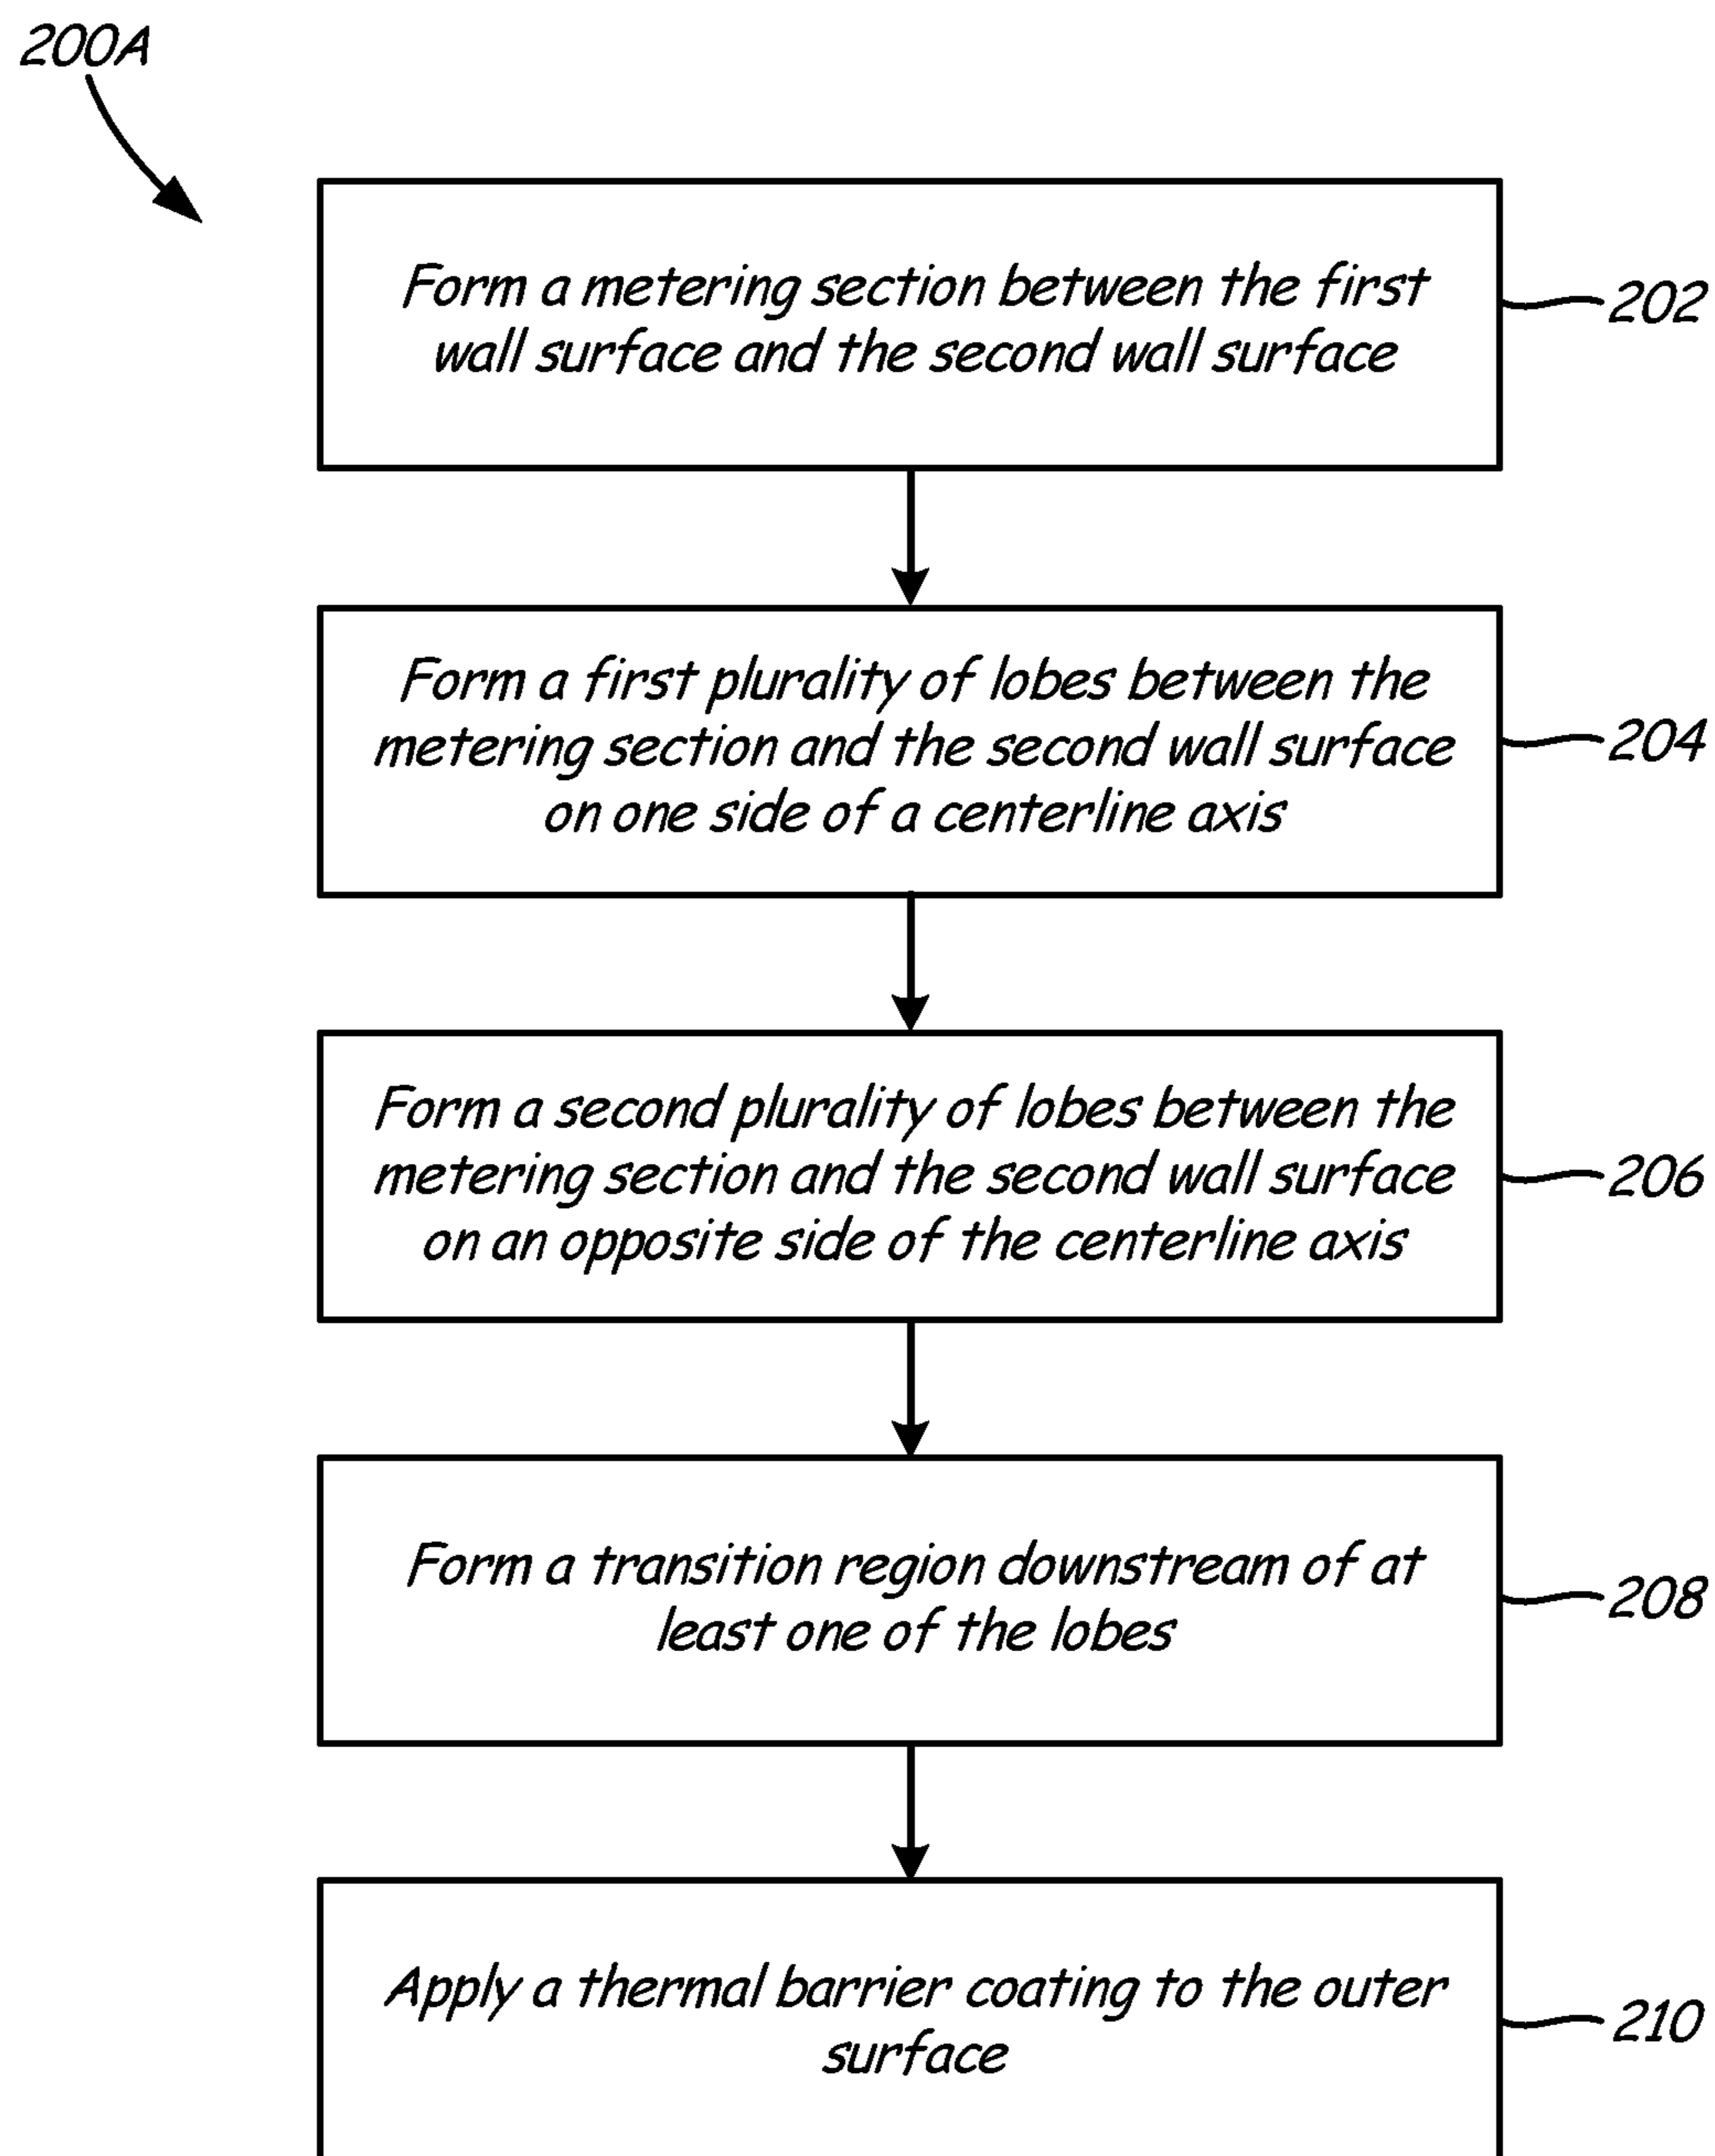 200A
Form a metering section between the first
wall surface and the second wall surface
202
Form a first plurality of lobes between the
metering section and the second wall surface
on one side of a centerline axis
204
Form a second plurality of lobes between the
metering section and the second wall surface
on an opposite side of the centerline axis
206
Form a transition region downstream of at
least one of the lobes
208
Apply a thermal barrier coating to the outer
surface
210